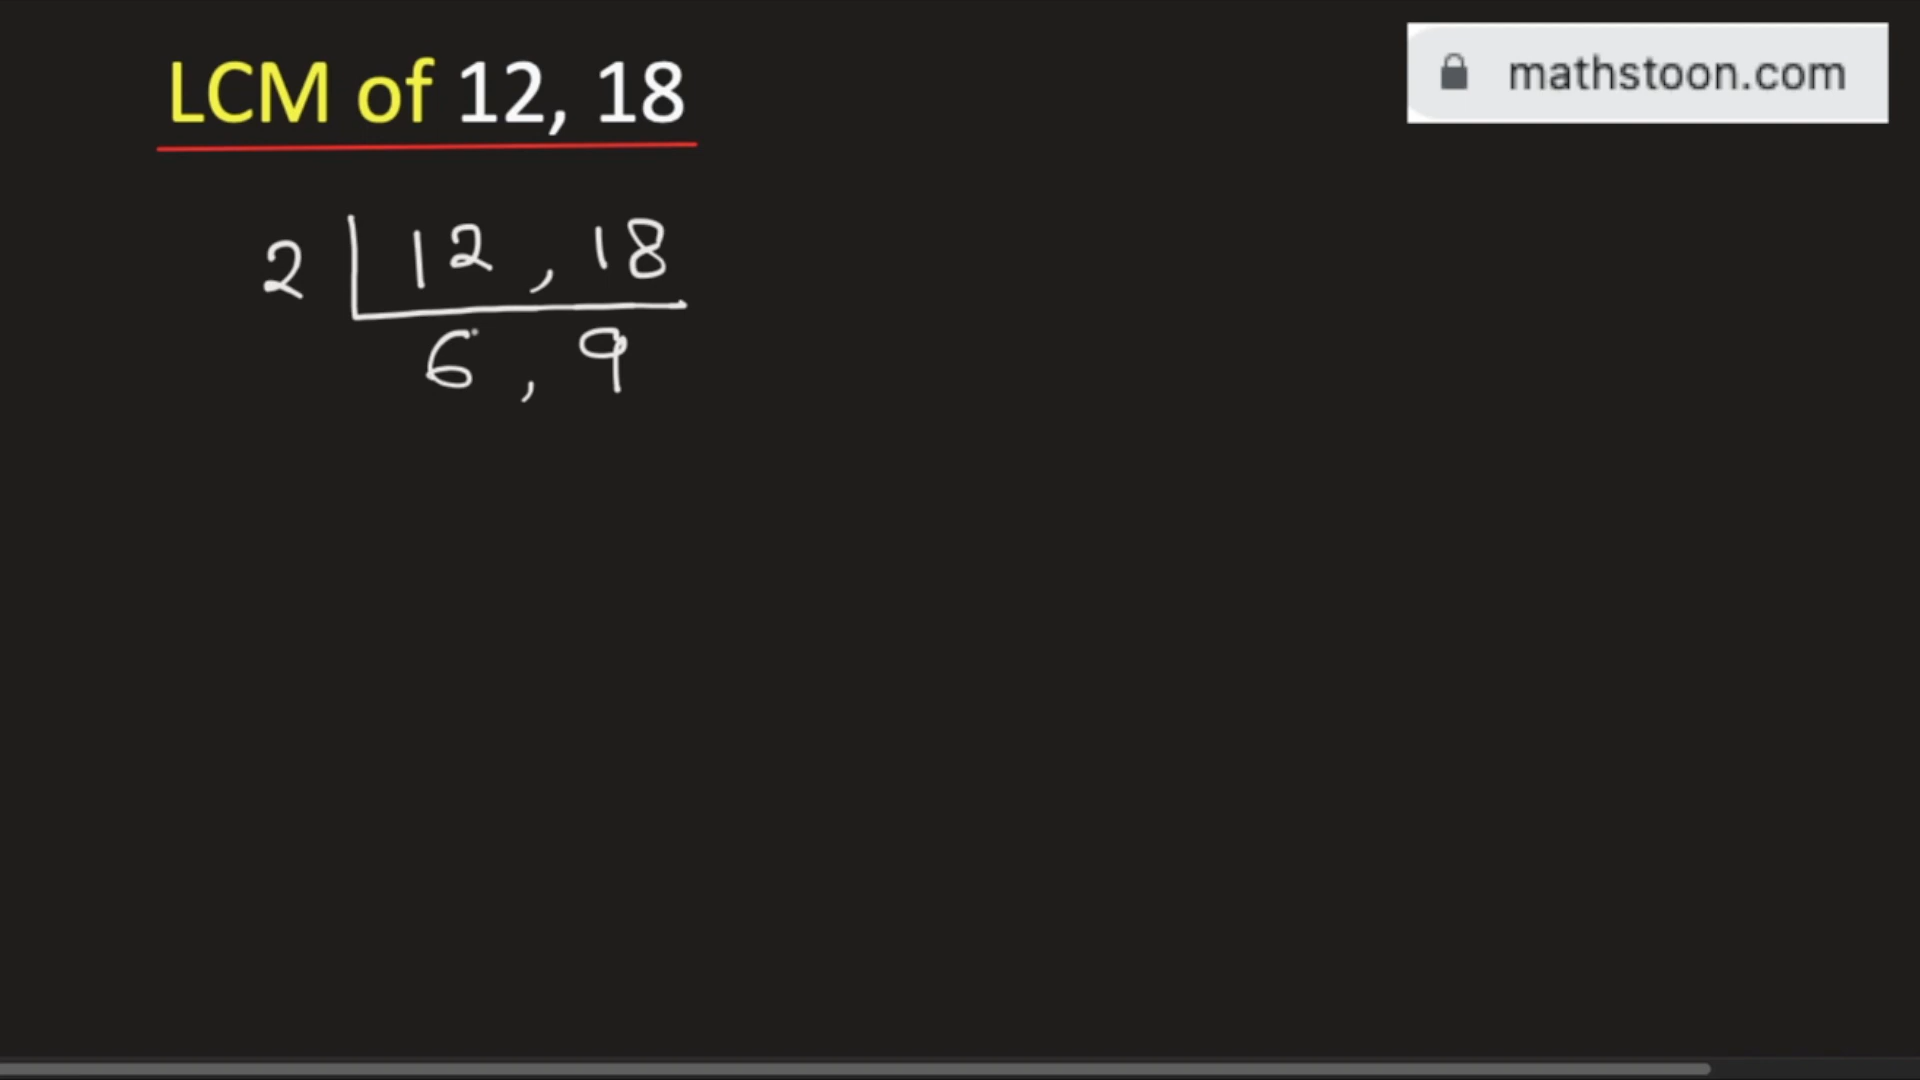 LCM of 12, 18
mathstoon.com
2 | 12 , 18
6 , 9